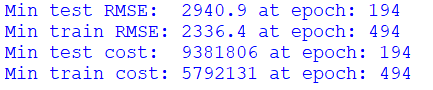 Min test RMSE:  2940.9 at epoch: 194
Min train RMSE: 2336.4 at epoch: 494
Min test cost:  9381806 at epoch: 194
Min train cost: 5792131 at epoch: 494